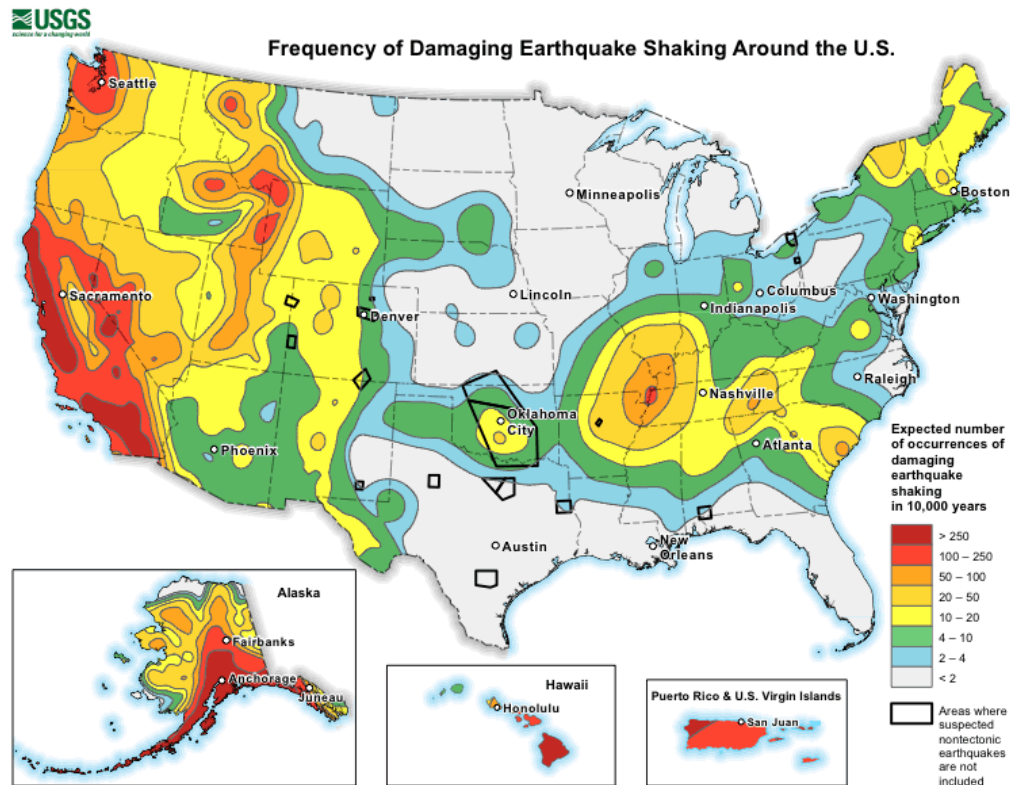 USGS
science for a changing world
Frequency of Damaging Earthquake Shaking Around the U.S.
Seattle
Minneapolis
Boston
Sacramento
Lincoln
Columbus
Washington
Indianapolis
Denver
Raleigh
Nashville
Oklahoma
City
Atlanta
Phoenix
Austin
New
Orleans
Expected number
of occurrences of
damaging
earthquake
shaking
in 10,000 years
> 250
100 – 250
50 – 100
20 – 50
10 – 20
4 – 10
2 – 4
< 2
Areas where
suspected
nontectonic
earthquakes
are not
included
Alaska
Fairbanks
Anchorage
Juneau
Hawaii
Honolulu
Puerto Rico & U.S. Virgin Islands
San Juan